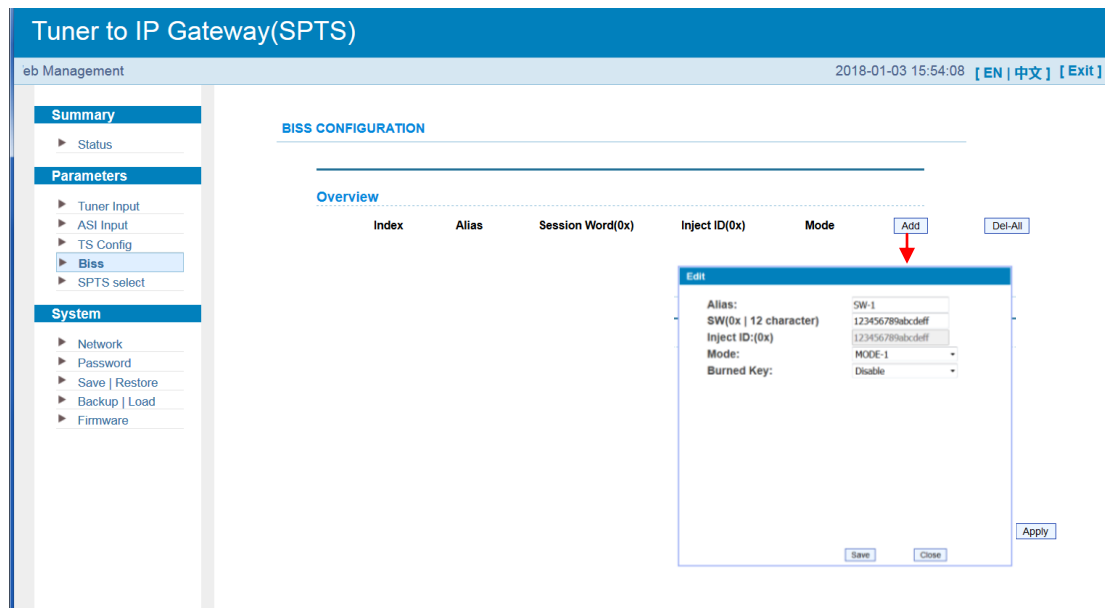 Tuner to IP Gateway(SPTS)
eb Management 2018-01-03 15:54:08 [ EN | 中文 ] [ Exit ]
Summary
Status
Parameters
Tuner Input
ASI Input
TS Config
Biss
SPTS select
System
Network
Password
Save | Restore
Backup | Load
Firmware
BISS CONFIGURATION
Overview
Index Alias Session Word(0x) Inject ID(0x) Mode Add Del-All
Edit
Alias: SW-1
SW(0x | 12 character) 123456789abcdeff
Inject ID:(0x) 123456789abcdeff
Mode: MODE-1
Burned Key: Disable
Apply
Save Close